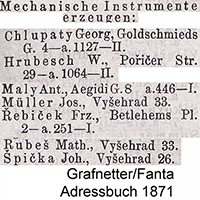 Mechanische Instrumente
erzeugen:
Chlupaty Georg, Goldschmieds
G. 4—a.1127—II.
Hrubesch W., Pořičer Str.
29—a.1064—II.
Maly Ant., Aegidi G. 8 a.446—I.
Müller Jos., Vyšehrad 33.
Řebiček Frz., Betlehems Pl.
2—a.251—I.
Rubeš Math., Vyšehrad 33.
Špička Joh., Vyšehrad 26.
Grafnetter/Fanta
Adressbuch 1871